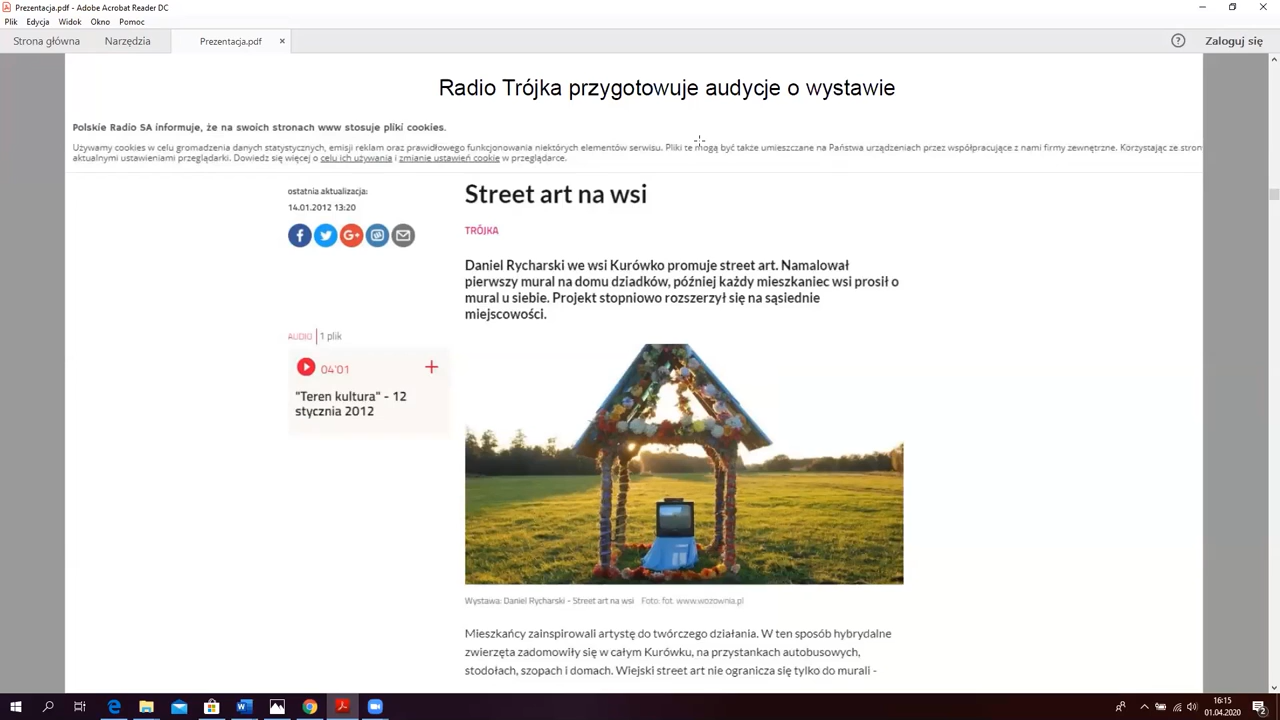 Prezentacja.pdf - Adobe Acrobat Reader DC
Plik Edycja Widok Okno Pomoc
Strona główna Narzędzia Prezentacja.pdf × Zaloguj się
Radio Trójka przygotowuje audycje o wystawie
Polskie Radio SA informuje, że na swoich stronach www stosuje pliki cookies.
Używamy cookies w celu gromadzenia danych statystycznych, emisji reklam oraz prawidłowego funkcjonowania niektórych elementów serwisu. Pliki te mogą być także umieszczane na Państwa urządzeniach przez współpracujące z nami firmy zewnętrzne. Korzystając ze stron
aktualnymi ustawieniami przeglądarki. Dowiedz się więcej o celu ich używania i zmianie ustawień cookie w przeglądarce.
ostatnia aktualizacja:
14.01.2012 13:20
Street art na wsi
TRÓJKA
Daniel Rycharski we wsi Kurówko promuje street art. Namalował
pierwszy mural na domu dziadków, później każdy mieszkaniec wsi prosił o
mural u siebie. Projekt stopniowo rozszerzył się na sąsiednie
miejscowości.
AUDIO | 1 plik
04'01 +
"Teren kultura" - 12
stycznia 2012
Wystawa: Daniel Rycharski - Street art na wsi Foto: fot. www.wozownia.pl
Mieszkańcy zainspirowali artystę do twórczego działania. W ten sposób hybrydalne
zwierzęta zadomowiły się w całym Kurówku, na przystankach autobusowych,
stodołach, szopach i domach. Wiejski street art nie ogranicza się tylko do murali -
16:15
01.04.2020
2